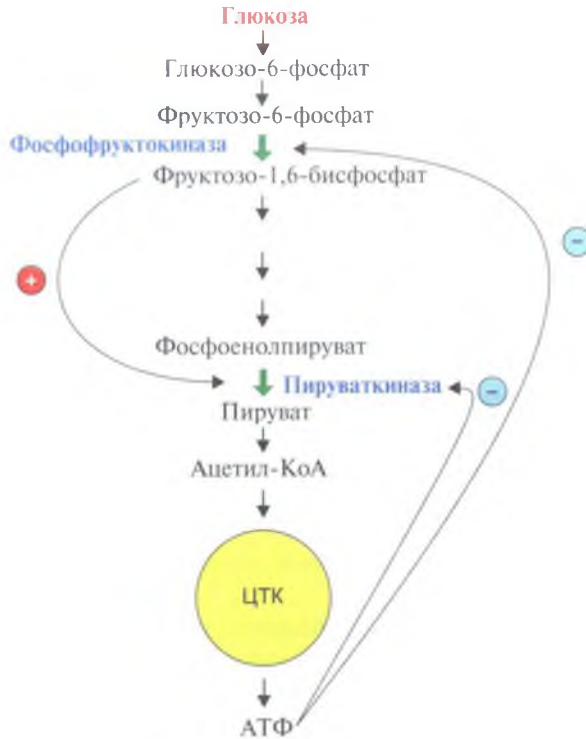 Глюкоза
Глюкозо-6-фосфат
Фруктозо-6-фосфат
Фосфофруктокиназа
Фруктозо-1,6-бисфосфат
−
+
Фосфоенолпируват
Пируваткиназа −
Пируват
Ацетил-КоА
ЦТК
АТФ